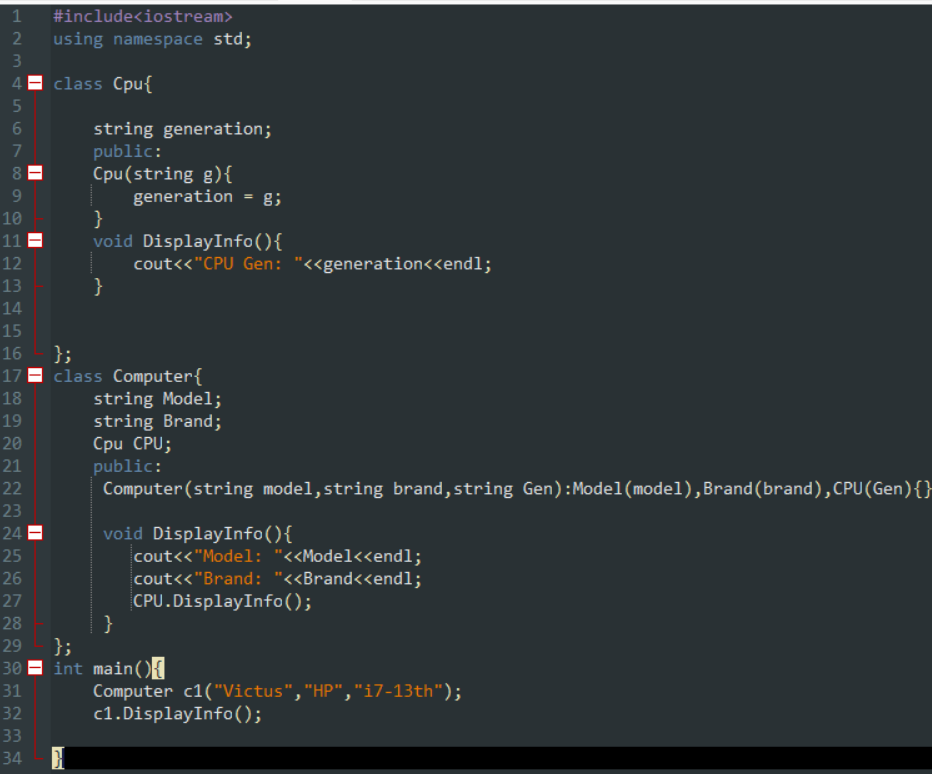 1 #include<iostream>
2 using namespace std;
3
4 class Cpu{
5
6     string generation;
7     public:
8     Cpu(string g){
9         generation = g;
10     }
11     void DisplayInfo(){
12         cout<<"CPU Gen: "<<generation<<endl;
13     }
14
15
16 };
17 class Computer{
18     string Model;
19     string Brand;
20     Cpu CPU;
21     public:
22      Computer(string model,string brand,string Gen):Model(model),Brand(brand),CPU(Gen){}
23
24      void DisplayInfo(){
25         cout<<"Model: "<<Model<<endl;
26         cout<<"Brand: "<<Brand<<endl;
27         CPU.DisplayInfo();
28      }
29 };
30 int main(){
31     Computer c1("Victus","HP","i7-13th");
32     c1.DisplayInfo();
33
34 }